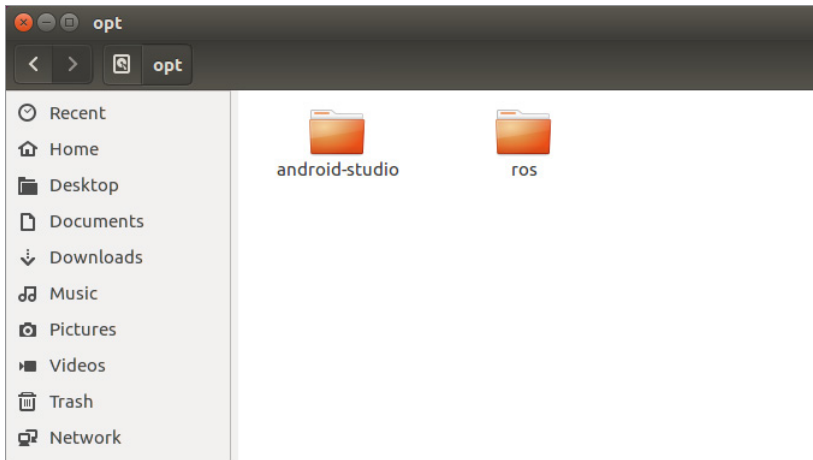 opt
opt
Recent
Home
Desktop
Documents
Downloads
Music
Pictures
Videos
Trash
Network
android-studio
ros